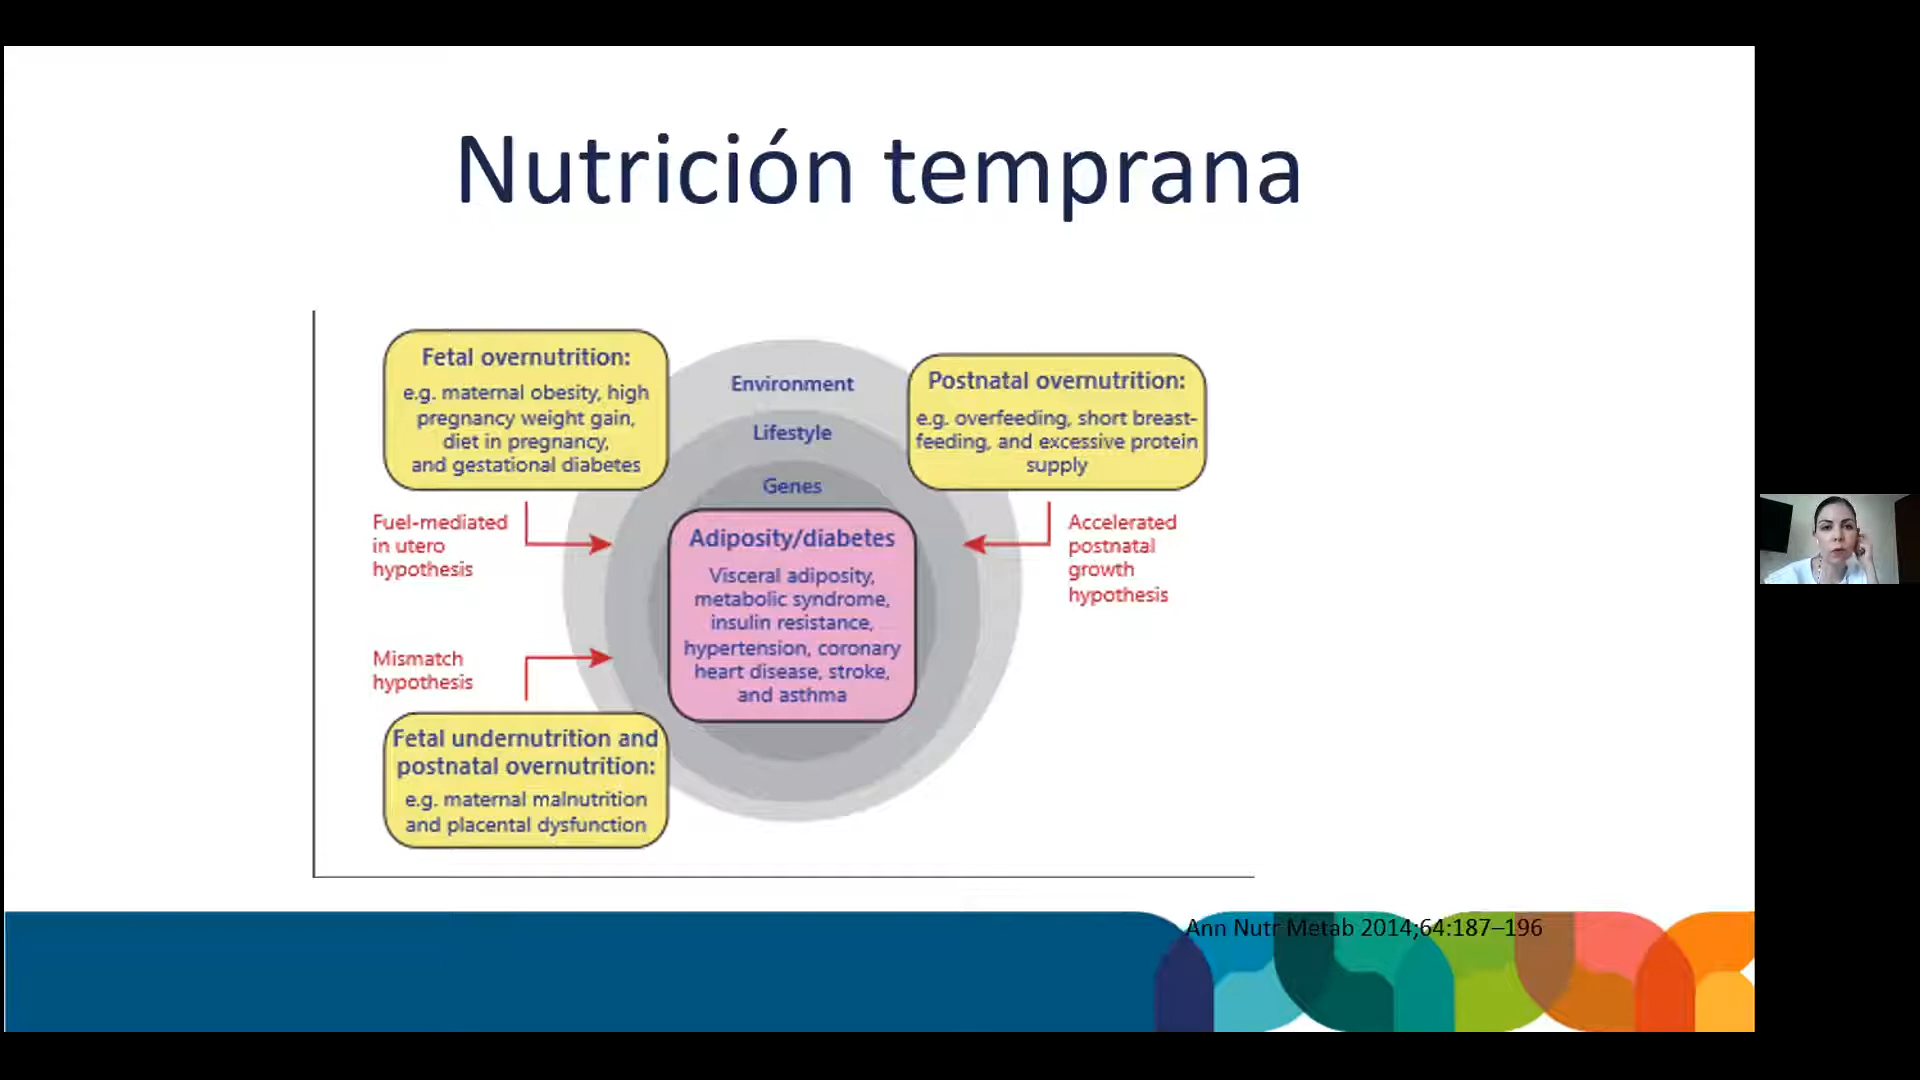 Nutrición temprana
Fetal overnutrition:
e.g. maternal obesity, high
pregnancy weight gain,
diet in pregnancy,
and gestational diabetes
Environment
Lifestyle
Genes
Postnatal overnutrition:
e.g. overfeeding, short breast-
feeding, and excessive protein
supply
Fuel-mediated
in utero
hypothesis
Adiposity/diabetes
Visceral adiposity,
metabolic syndrome,
insulin resistance,
hypertension, coronary
heart disease, stroke,
and asthma
Accelerated
postnatal
growth
hypothesis
Mismatch
hypothesis
Fetal undernutrition and
postnatal overnutrition:
e.g. maternal malnutrition
and placental dysfunction
Ann Nutr Metab 2014;64:187–196